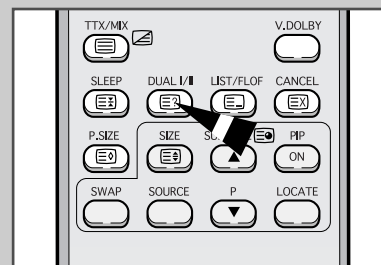 TTX/MIX V.DOLBY
SLEEP DUAL I/II LIST/FLOF CANCEL
? X
P.SIZE SIZE PIP
ON
SWAP SOURCE P LOCATE